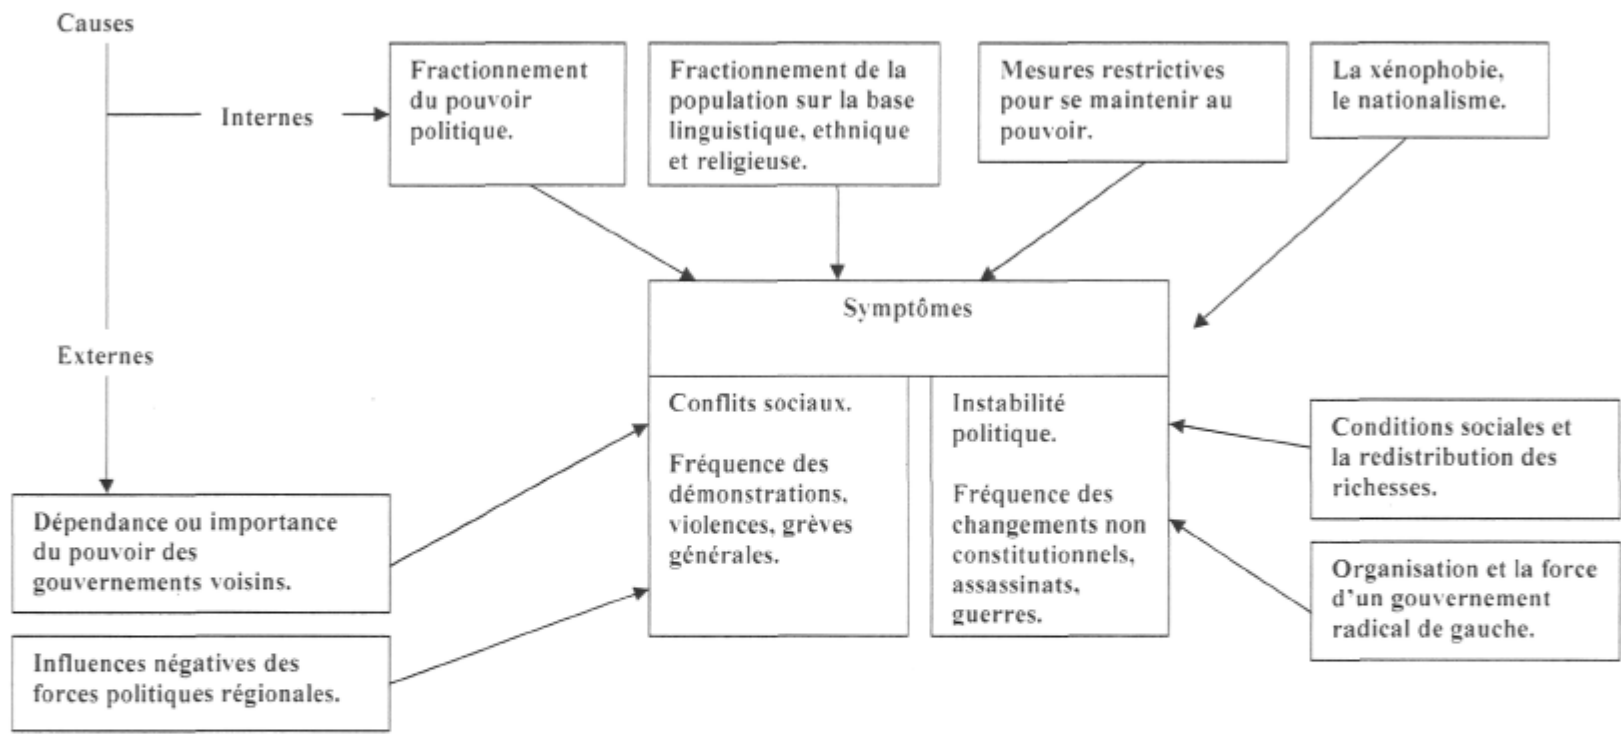 Causes
Internes
Fractionnement
du pouvoir
politique.
Fractionnement de la
population sur la base
linguistique, ethnique
et religieuse.
Mesures restrictives
pour se maintenir au
pouvoir.
La xénophobie,
le nationalisme.
Symptômes
Externes
Conflits sociaux.
Fréquence des
démonstrations,
violences, grèves
générales.
Instabilité
politique.
Fréquence des
changements non
constitutionnels,
assassinats,
guerres.
Conditions sociales et
la redistribution des
richesses.
Organisation et la force
d'un gouvernement
radical de gauche.
Dépendance ou importance
du pouvoir des
gouvernements voisins.
Influences négatives des
forces politiques régionales.